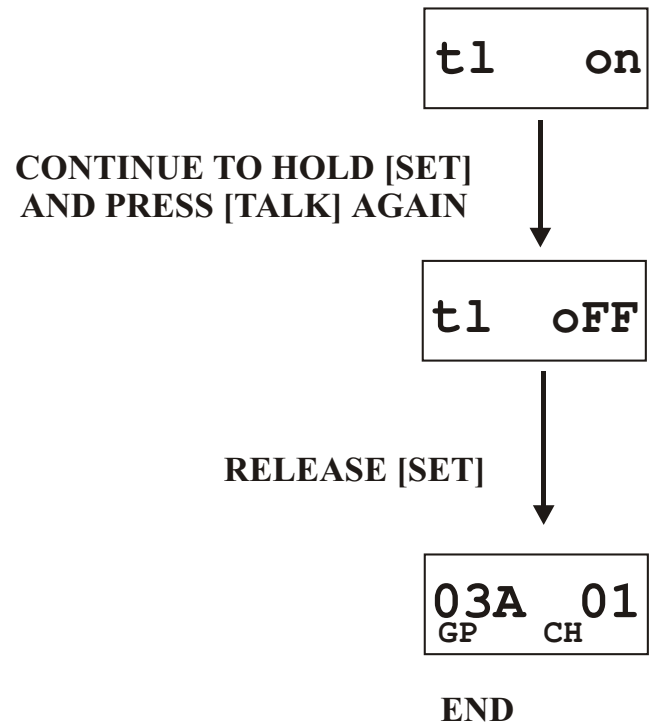 tl on
CONTINUE TO HOLD [SET]
AND PRESS [TALK] AGAIN
tl oFF
RELEASE [SET]
03A 01
GP CH
END